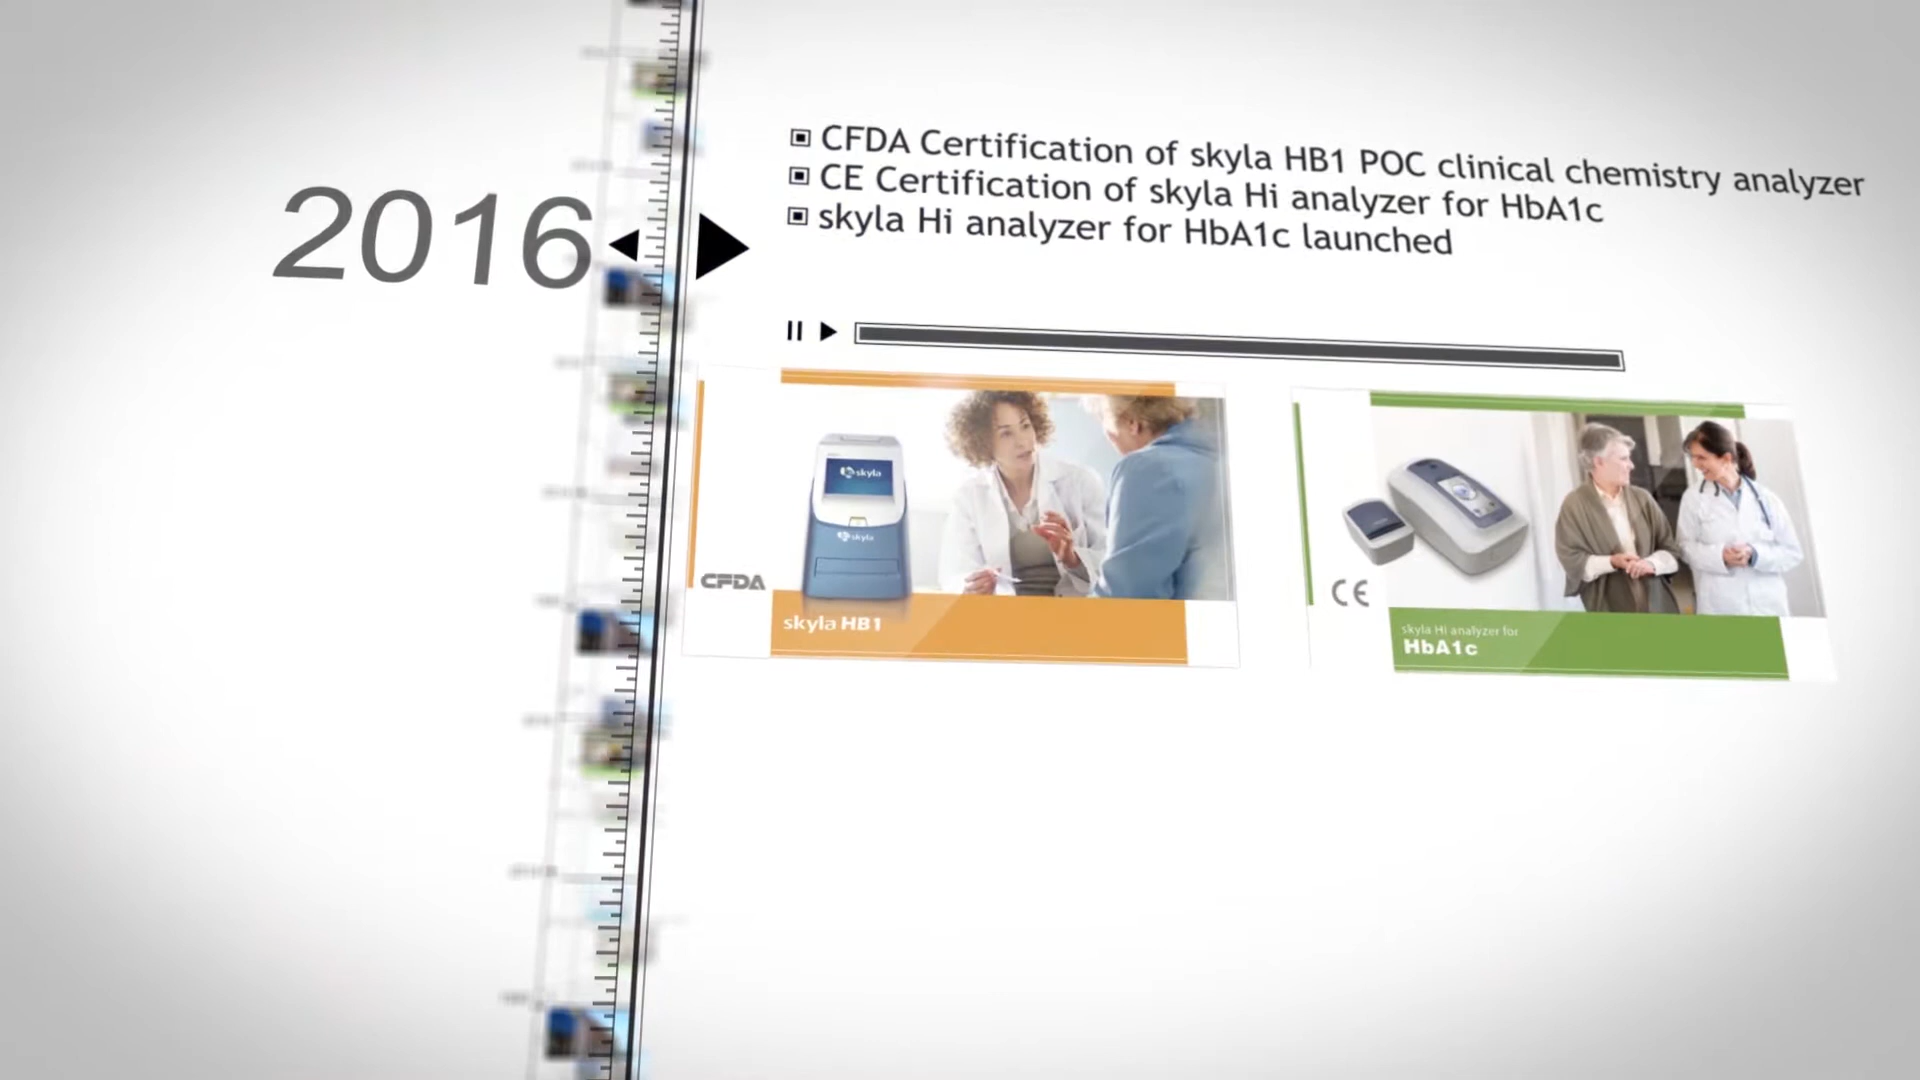 2016
CFDA Certification of skyla HB1 POC clinical chemistry analyzer
CE Certification of skyla Hi analyzer for HbA1c
skyla Hi analyzer for HbA1c launched
skyla
skyla
CFDA
skyla HB1
CE
skyla Hi analyzer for
HbA1c